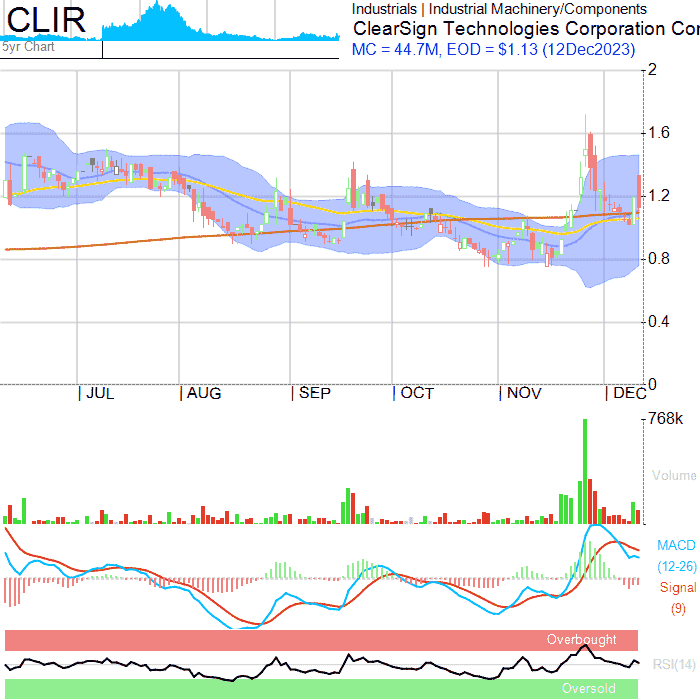 CLIR
5yr Chart
Industrials | Industrial Machinery/Components
ClearSign Technologies Corporation Cor
MC = 44.7M, EOD = $1.13 (12Dec2023)
2
1.6
1.2
0.8
0.4
0
JUL
AUG
SEP
OCT
NOV
DEC
768k
Volume
MACD
(12-26)
Signal
(9)
Overbought
RSI(14)
Oversold